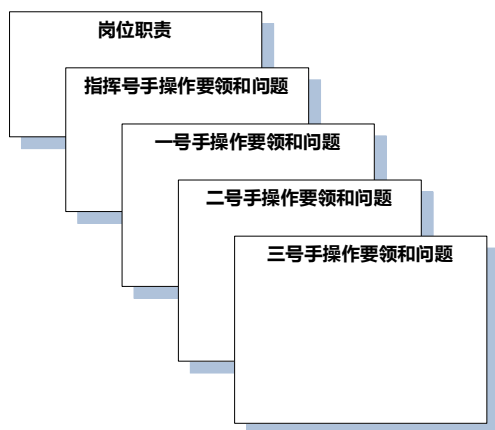 岗位职责
指挥号手操作要领和问题
一号手操作要领和问题
二号手操作要领和问题
三号手操作要领和问题